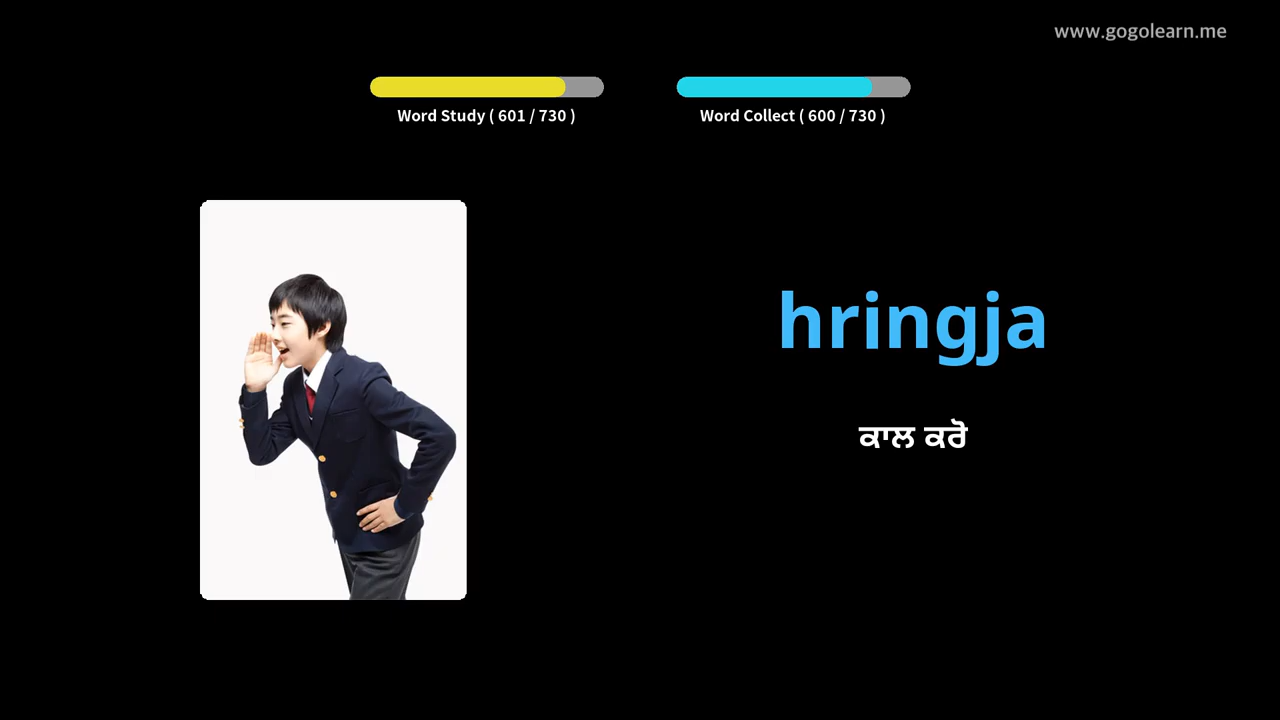 www.gogolearn.me
Word Study ( 601 / 730 )
Word Collect ( 600 / 730 )
hringja
ਕਾਲ ਕਰੋ